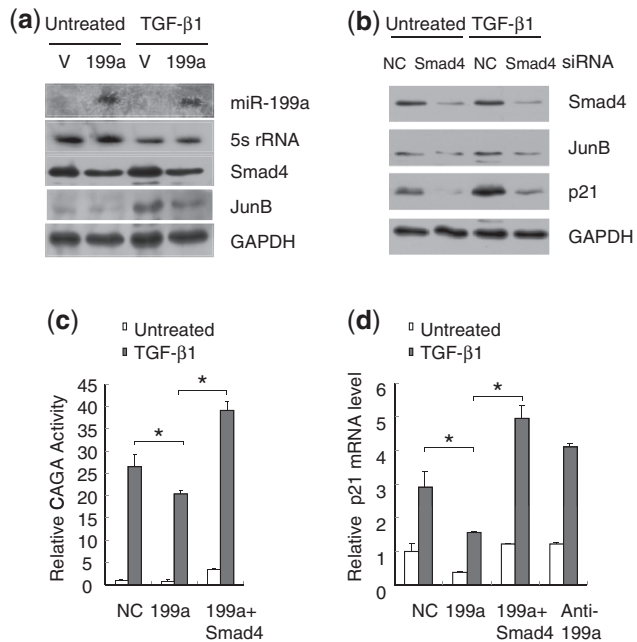 (a)
Untreated TGF-β1
V 199a V 199a
miR-199a
5s rRNA
Smad4
JunB
GAPDH
(b)
Untreated TGF-β1
NC Smad4 NC Smad4 siRNA
Smad4
JunB
p21
GAPDH
(c)
Untreated
TGF-β1
Relative CAGA Activity
45
40
35
30
25
20
15
10
5
0
*
*
NC 199a 199a+
Smad4
(d)
Untreated
TGF-β1
Relative p21 mRNA level
6
5
4
3
2
1
0
*
*
NC 199a 199a+ Anti-
Smad4 199a